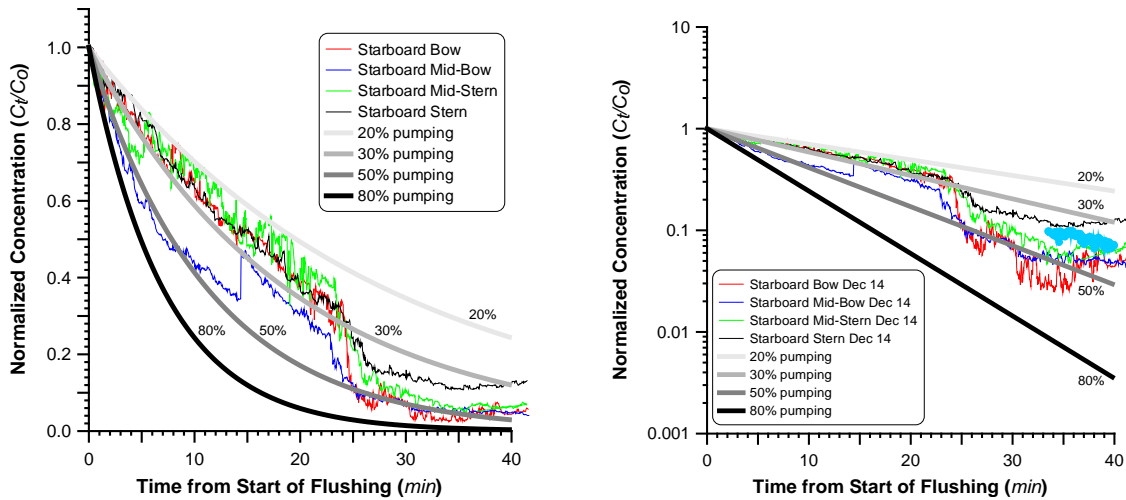 1.0
0.8
0.6
0.4
0.2
0.0
Normalized Concentration (Ct/Co)
Starboard Bow
Starboard Mid-Bow
Starboard Mid-Stern
Starboard Stern
20% pumping
30% pumping
50% pumping
80% pumping
80%
50%
30%
20%
0
10
20
30
40
Time from Start of Flushing (min)
10
1
0.1
0.01
0.001
Normalized Concentration (Ct/Co)
20%
30%
50%
80%
Starboard Bow Dec 14
Starboard Mid-Bow Dec 14
Starboard Mid-Stern Dec 14
Starboard Stern Dec 14
20% pumping
30% pumping
50% pumping
80% pumping
0
10
20
30
40
Time from Start of Flushing (min)